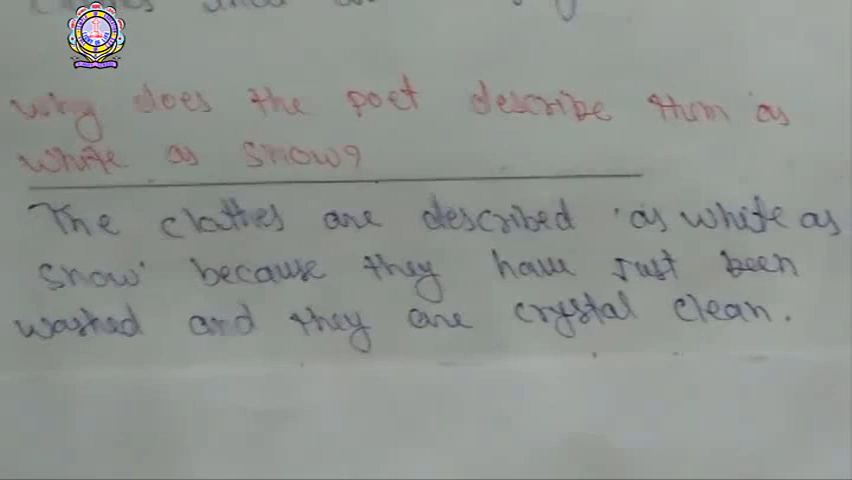 why does the poet describe them as
white as snow?
The clothes are described 'as white as
snow' because they have just been
washed and they are crystal clean.